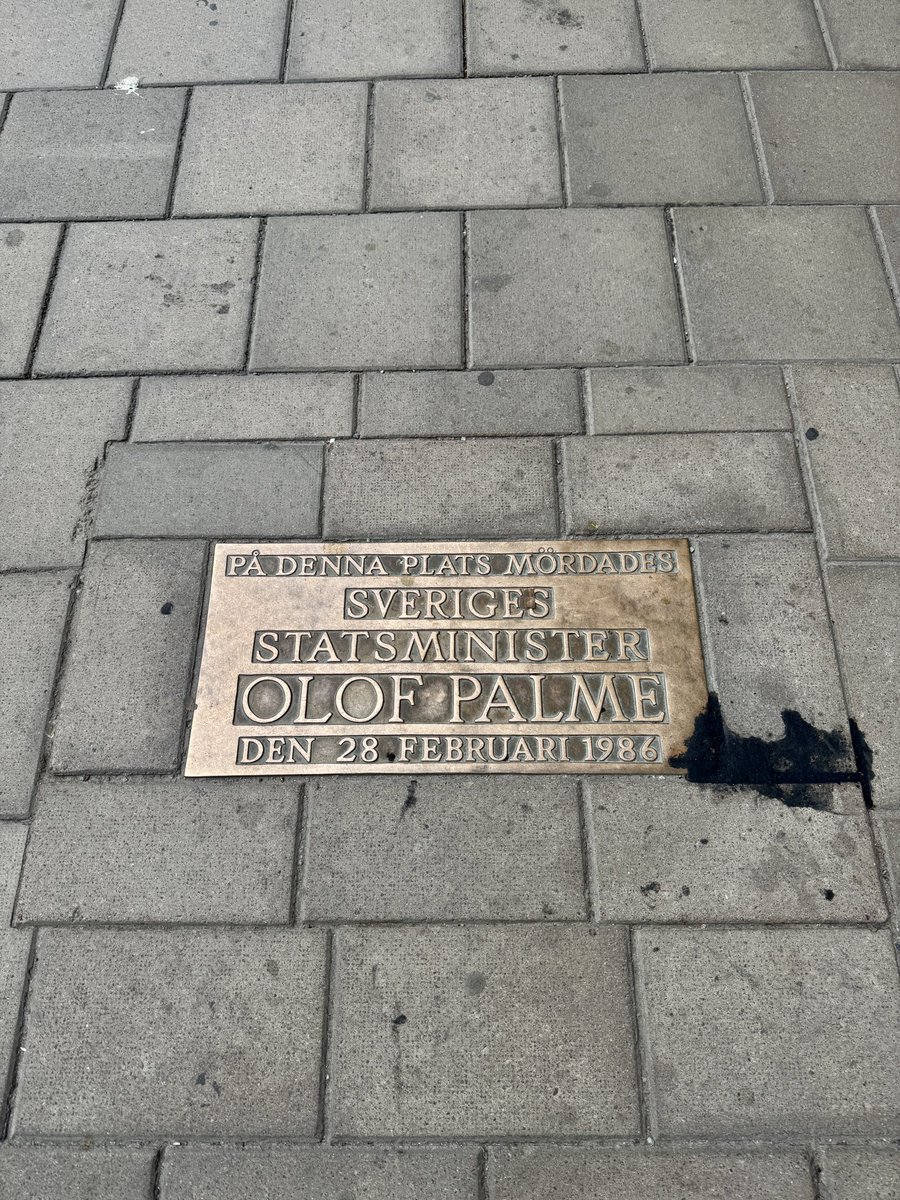 PÅ DENNA PLATS MÖRDADES
SVERIGES
STATSMINISTER
OLOF PALME
DEN 28 FEBRUARI 1986